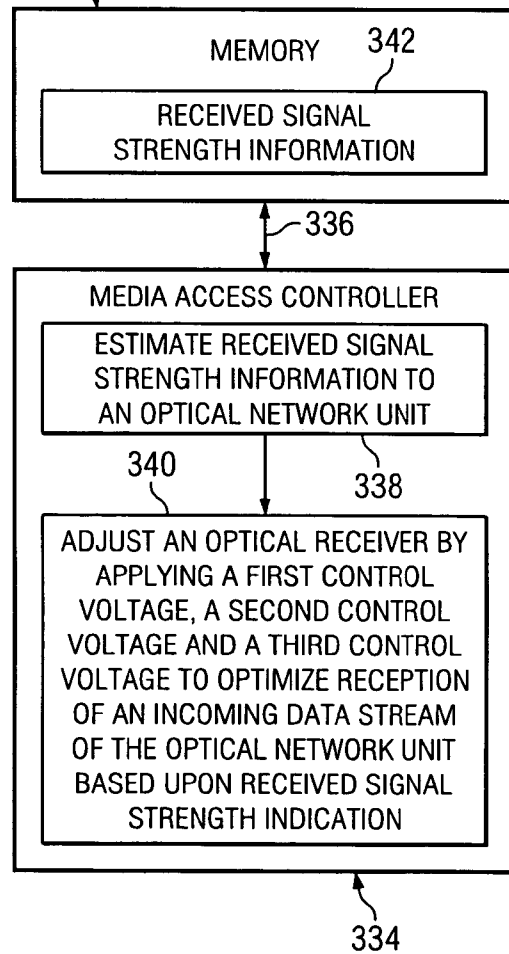 MEMORY
342
RECEIVED SIGNAL
STRENGTH INFORMATION
336
MEDIA ACCESS CONTROLLER
ESTIMATE RECEIVED SIGNAL
STRENGTH INFORMATION TO
AN OPTICAL NETWORK UNIT
340
338
ADJUST AN OPTICAL RECEIVER BY
APPLYING A FIRST CONTROL
VOLTAGE, A SECOND CONTROL
VOLTAGE AND A THIRD CONTROL
VOLTAGE TO OPTIMIZE RECEPTION
OF AN INCOMING DATA STREAM
OF THE OPTICAL NETWORK UNIT
BASED UPON RECEIVED SIGNAL
STRENGTH INDICATION
334